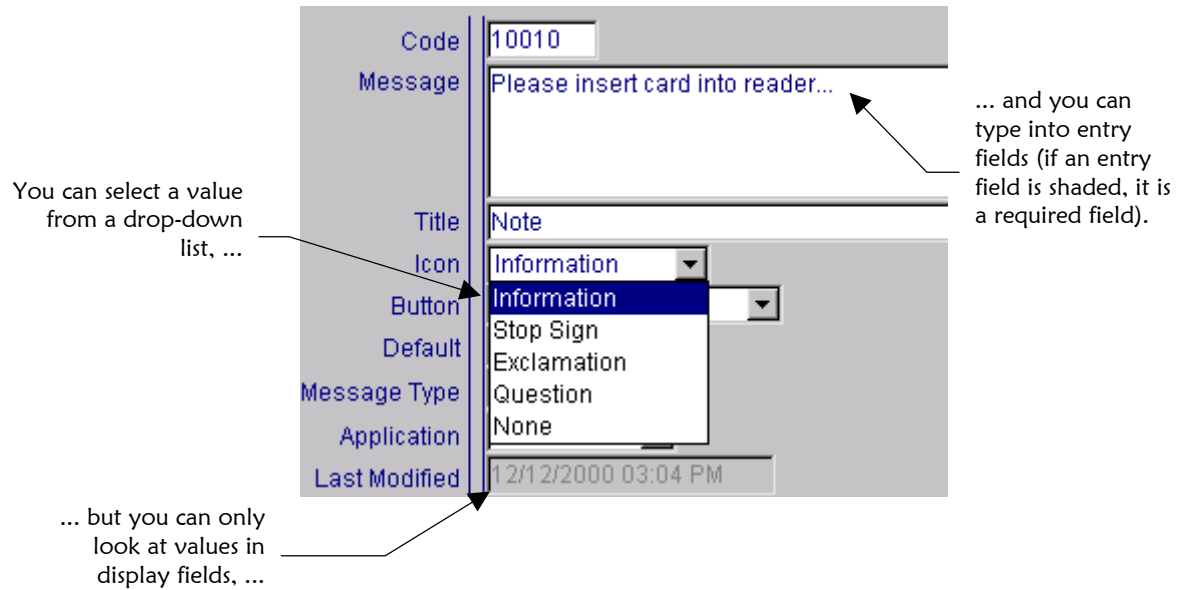 Code
10010
Message
Please insert card into reader...
... and you can
type into entry
fields (if an entry
field is shaded, it is
a required field).
You can select a value
from a drop-down
list, ...
Title
Note
Icon
Information
Button
Information
Stop Sign
Default
Exclamation
Message Type
Question
Application
None
Last Modified
12/12/2000 03:04 PM
... but you can only
look at values in
display fields, ...